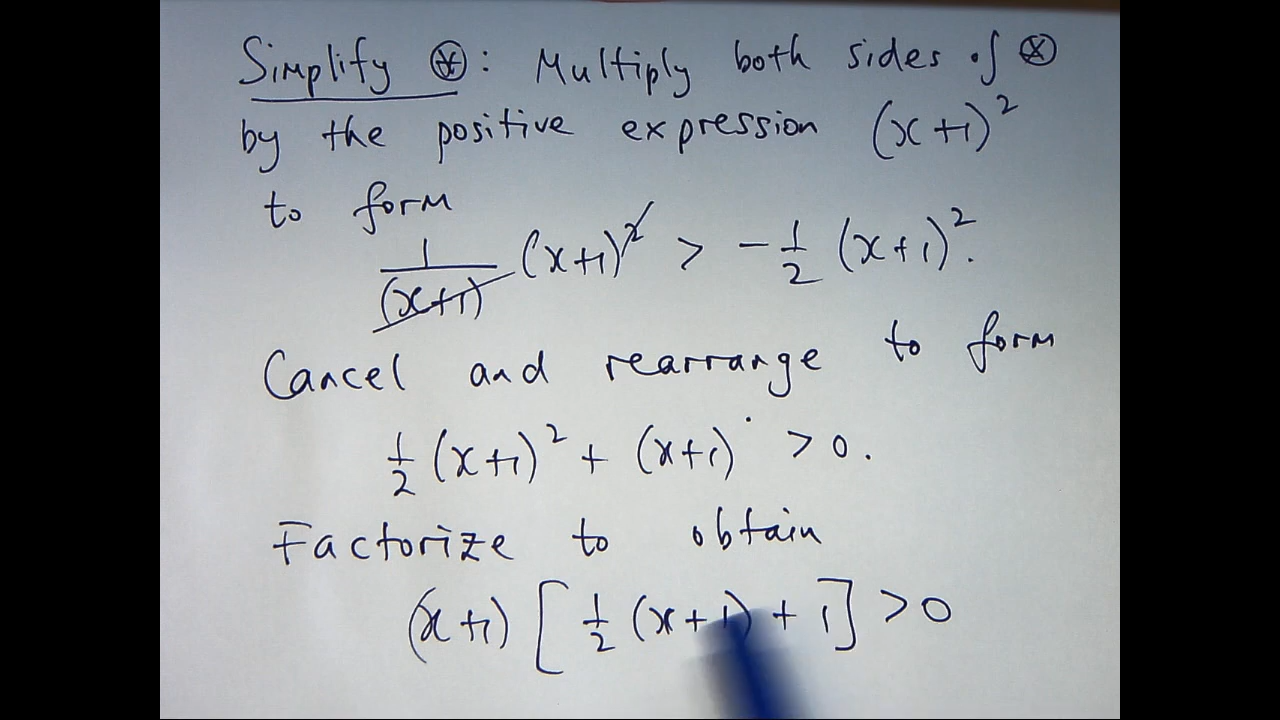 Simplify ⊛: Multiply both sides of ⊛
by the positive expression (x+1)²
to form
1/(x+1) (x+1)² > -1/2 (x+1)².
Cancel and rearrange to form
1/2 (x+1)² + (x+1) > 0.
Factorize to obtain
(x+1) [1/2 (x+1) + 1] > 0